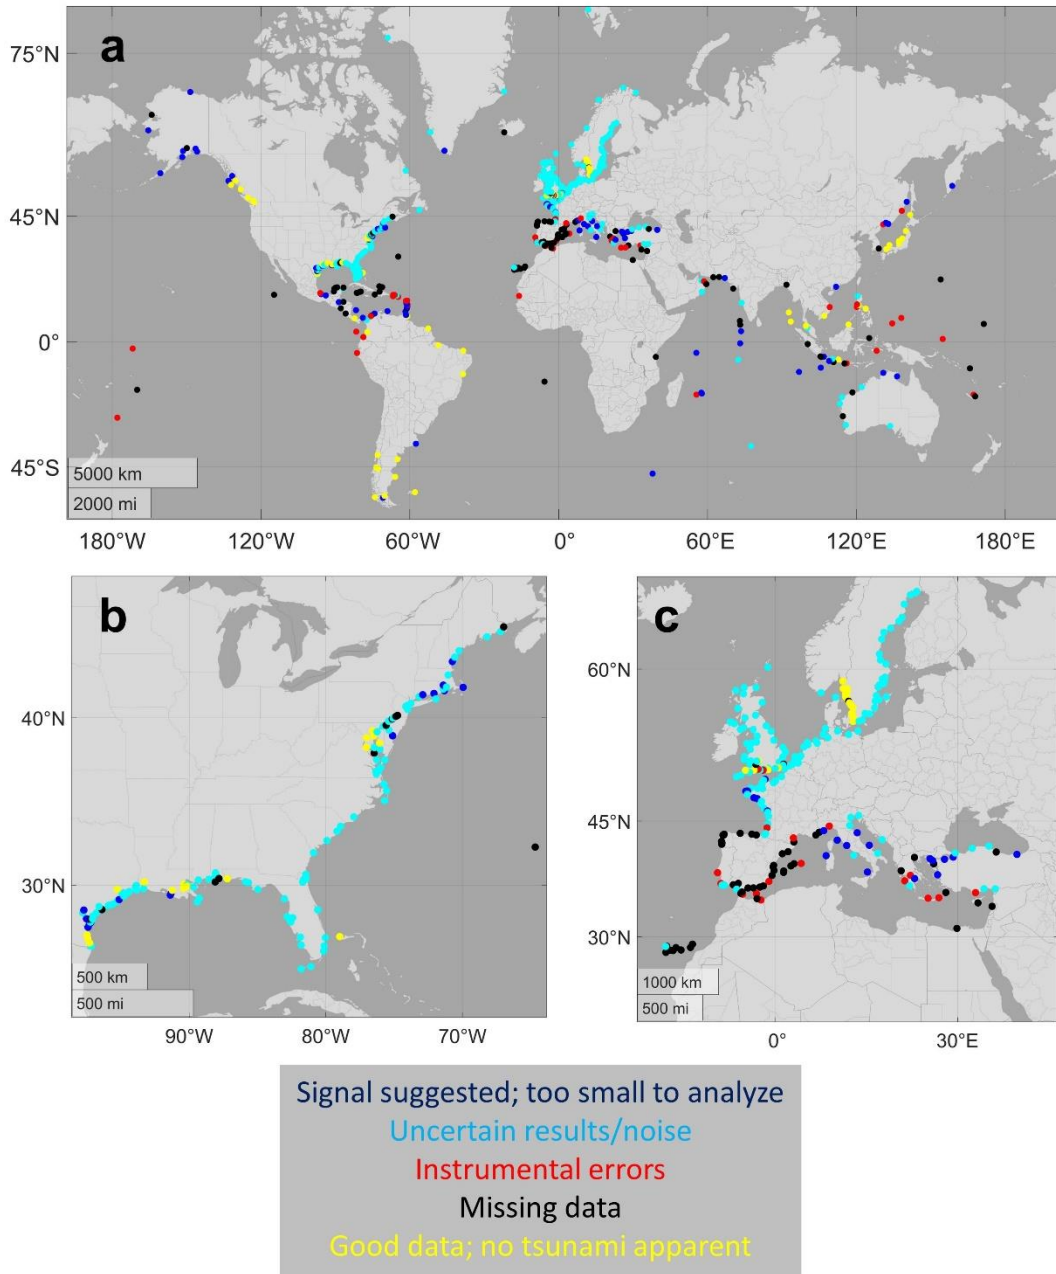 a
75°N
45°N
0°
45°S
5000 km
2000 mi
180°W
120°W
60°W
0°
60°E
120°E
180°E
b
40°N
30°N
500 km
500 mi
90°W
80°W
70°W
c
60°N
45°N
30°N
1000 km
500 mi
0°
30°E
Signal suggested; too small to analyze
Uncertain results/noise
Instrumental errors
Missing data
Good data; no tsunami apparent